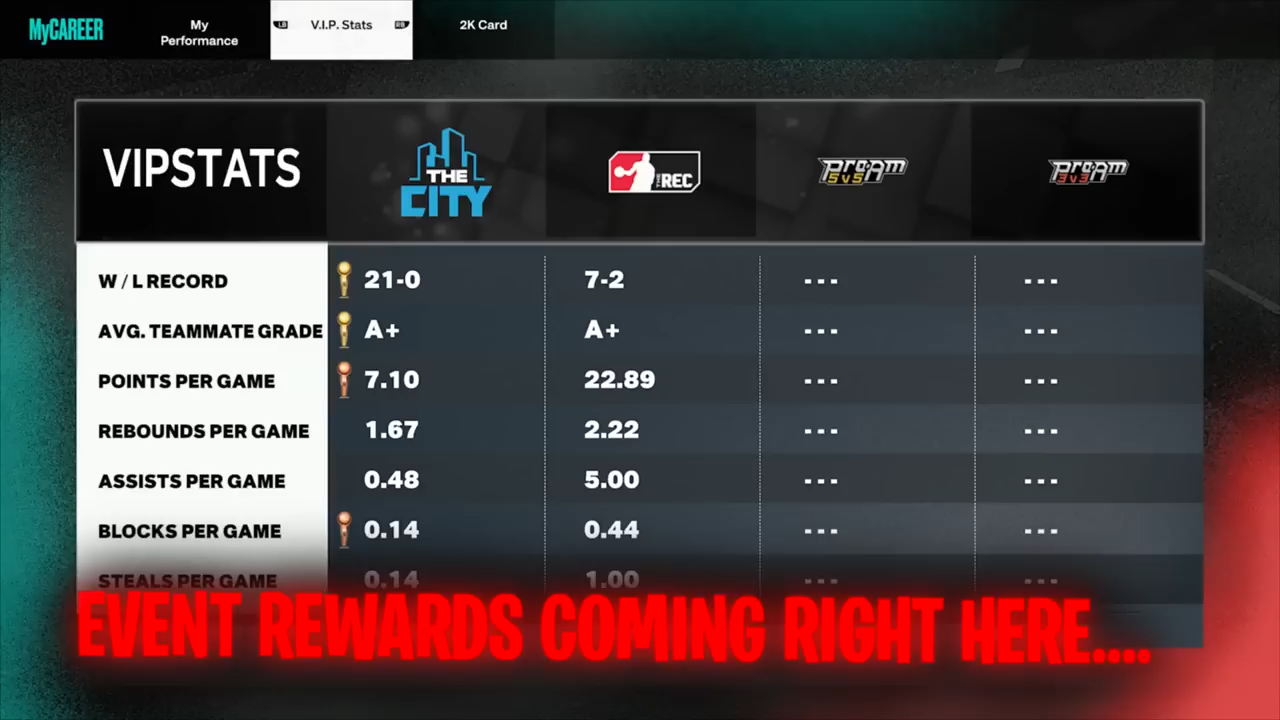 MyCAREER
My Performance
LB
V.I.P. Stats
RB
2K Card
VIPSTATS
THE CITY
THE REC
PRO AM 5v5
PRO AM 3v3
W / L RECORD 21-0 7-2 --- ---
AVG. TEAMMATE GRADE A+ A+ --- ---
POINTS PER GAME 7.10 22.89 --- ---
REBOUNDS PER GAME 1.67 2.22 --- ---
ASSISTS PER GAME 0.48 5.00 --- ---
BLOCKS PER GAME 0.14 0.44 --- ---
STEALS PER GAME 0.14 1.00 --- ---
EVENT REWARDS COMING RIGHT HERE....